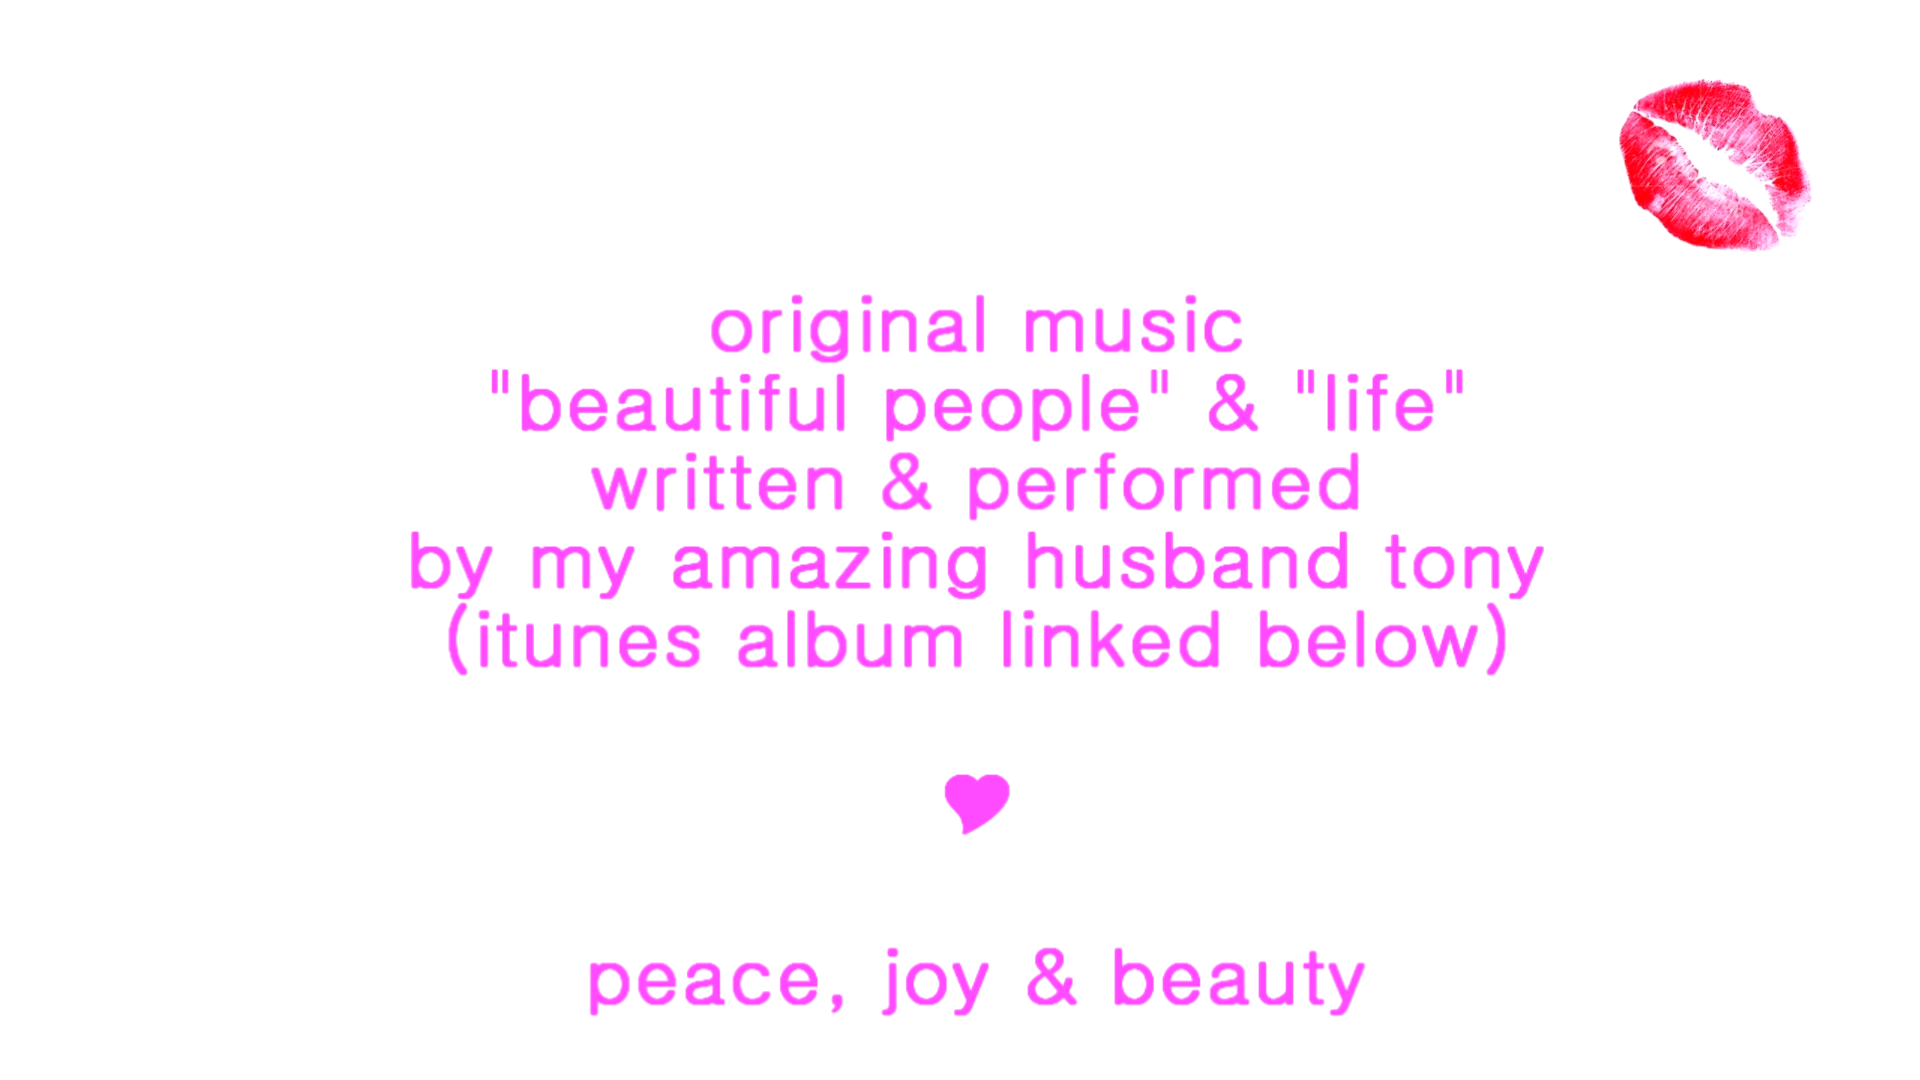 original music
"beautiful people" & "life"
written & performed
by my amazing husband tony
(itunes album linked below)
peace, joy & beauty